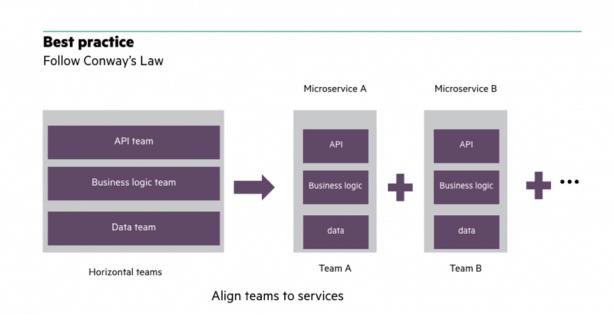 Best practice
Follow Conway's Law
Microservice A
Microservice B
API team
Business logic team
Data team
Horizontal teams
API
Business logic
data
Team A
API
Business logic
data
Team B
...
Align teams to services